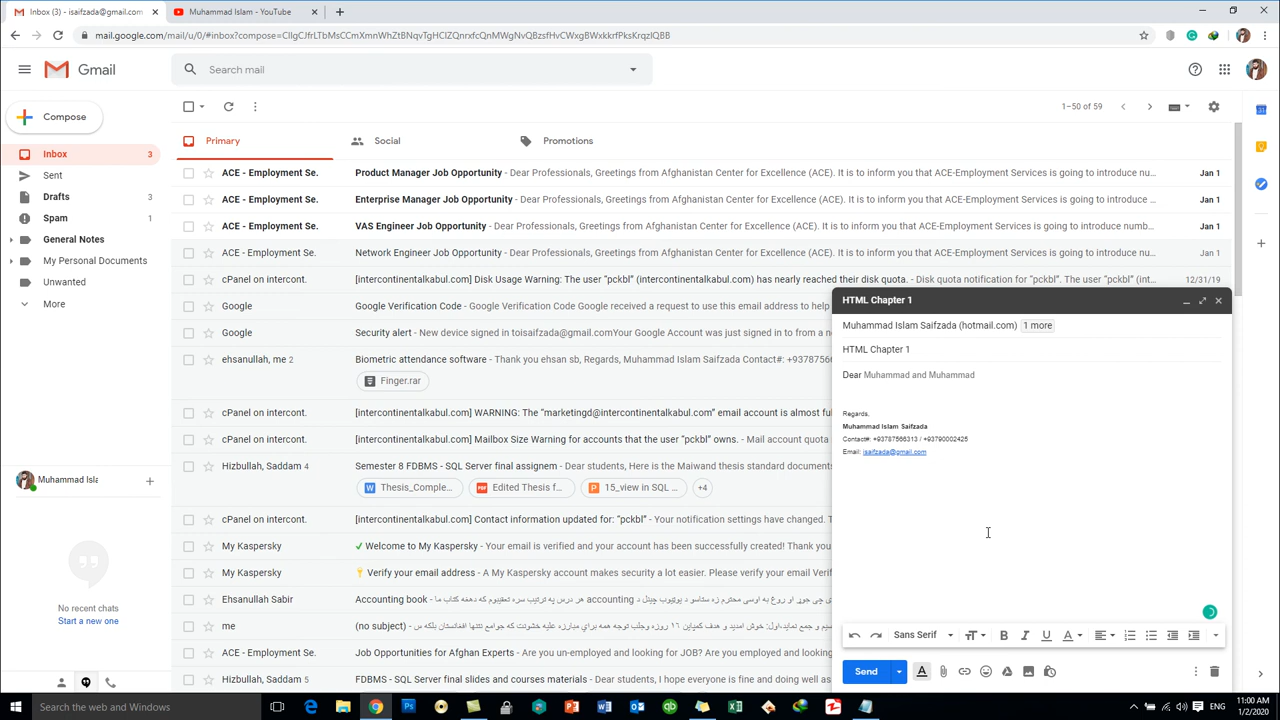 Inbox (3) - isaifzada@gmail.com
Muhammad Islam - YouTube
mail.google.com/mail/u/0/#inbox?compose=
Gmail
Search mail
Compose
1–50 of 59
Inbox 3
Primary
Social
Promotions
Sent
Drafts 3
Spam 1
General Notes
My Personal Documents
Unwanted
More
ACE - Employment Se. Product Manager Job Opportunity - Dear Professionals, Greetings from Afghanistan Center for Excellence (ACE). It is to inform you that ACE-Employment Services is going to introduce nu... Jan 1
ACE - Employment Se. Enterprise Manager Job Opportunity - Dear Professionals, Greetings from Afghanistan Center for Excellence (ACE). It is to inform you that ACE-Employment Services is going to introduce nu... Jan 1
ACE - Employment Se. VAS Engineer Job Opportunity - Dear Professionals, Greetings from Afghanistan Center for Excellence (ACE). It is to inform you that ACE-Employment Services is going to introduce numb... Jan 1
ACE - Employment Se. Network Engineer Job Opportunity - Dear Professionals, Greetings from Afghanistan Center for Excellence (ACE). It is to inform you that ACE-Employment Services is going to introduce nu... Jan 1
cPanel on intercont. [intercontinentalkabul.com] Disk Usage Warning: The user “pckbl” (intercontinentalkabul.com) has nearly reached their disk quota. - Disk quota notification for “pckbl”. The user “pckbl” (int... 12/31/19
Google Google Verification Code - Google Verification Code Google received a request to use this email address to help
Google Security alert - New device signed in toisaifzada@gmail.comYour Google Account was just signed in to from a n
ehsanullah, me 2 Biometric attendance software - Thank you ehsan sb, Regards, Muhammad Islam Saifzada Contact#: +9378
Finger.rar
cPanel on intercont. [intercontinentalkabul.com] WARNING: The “marketingd@intercontinentalkabul.com” email account is almost ful
cPanel on intercont. [intercontinentalkabul.com] Mailbox Size Warning for accounts that the user “pckbl” owns. - Mail account quota
Hizbullah, Saddam 4 Semester 8 FDBMS - SQL Server final assignem - Dear students, Here is the Maiwand thesis standard documen
Thesis_Comple...
Edited Thesis f...
15_view in SQL ...
+4
cPanel on intercont. [intercontinentalkabul.com] Contact information updated for: “pckbl” - Your notification settings have changed. T
My Kaspersky Welcome to My Kaspersky - Your email is verified and your account has been successfully created! Thank you
My Kaspersky Verify your email address - A My Kaspersky account makes security a lot easier. Please verify your email Veri
Ehsanullah Sabir Accounting book -
me (no subject) -
ACE - Employment Se. Job Opportunities for Afghan Experts - Are you un-employed and looking for JOB? Are you employed and looking
Hizbullah, Saddam 5 FDBMS - SQL Server final slides and courses materials - Dear students, I hope everyone is fine and doing well as
Muhammad Isla
No recent chats
Start a new one
HTML Chapter 1
Muhammad Islam Saifzada (hotmail.com) 1 more
HTML Chapter 1
Dear Muhammad and Muhammad
Regards,
Muhammad Islam Saifzada
Contact#: +93787566313 / +93790002425
Email: isaifzada@gmail.com
Sans Serif
Send
Search the web and Windows
ENG
11:00 AM
1/2/2020